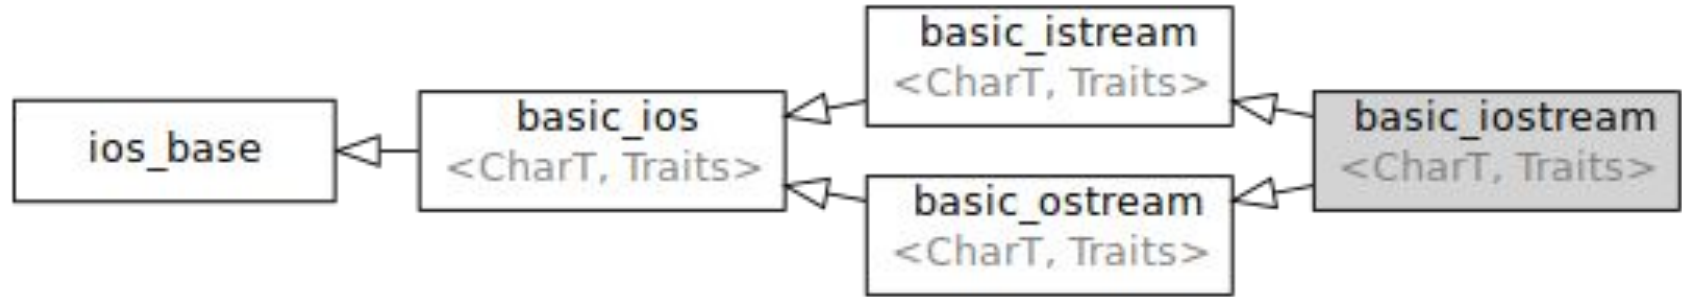 ios_base
basic_ios
<CharT, Traits>
basic_istream
<CharT, Traits>
basic_ostream
<CharT, Traits>
basic_iostream
<CharT, Traits>